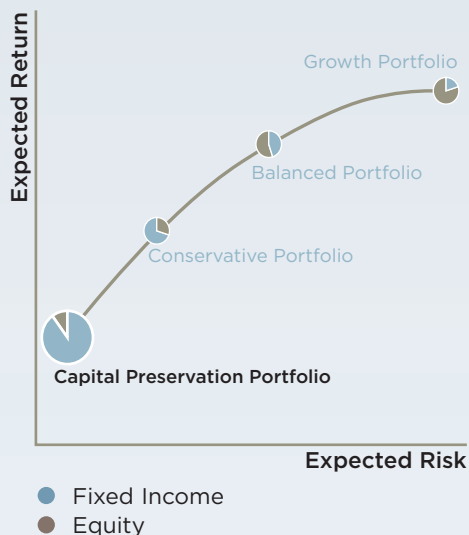 Expected Return
Growth Portfolio
Balanced Portfolio
Conservative Portfolio
Capital Preservation Portfolio
Expected Risk
Fixed Income
Equity